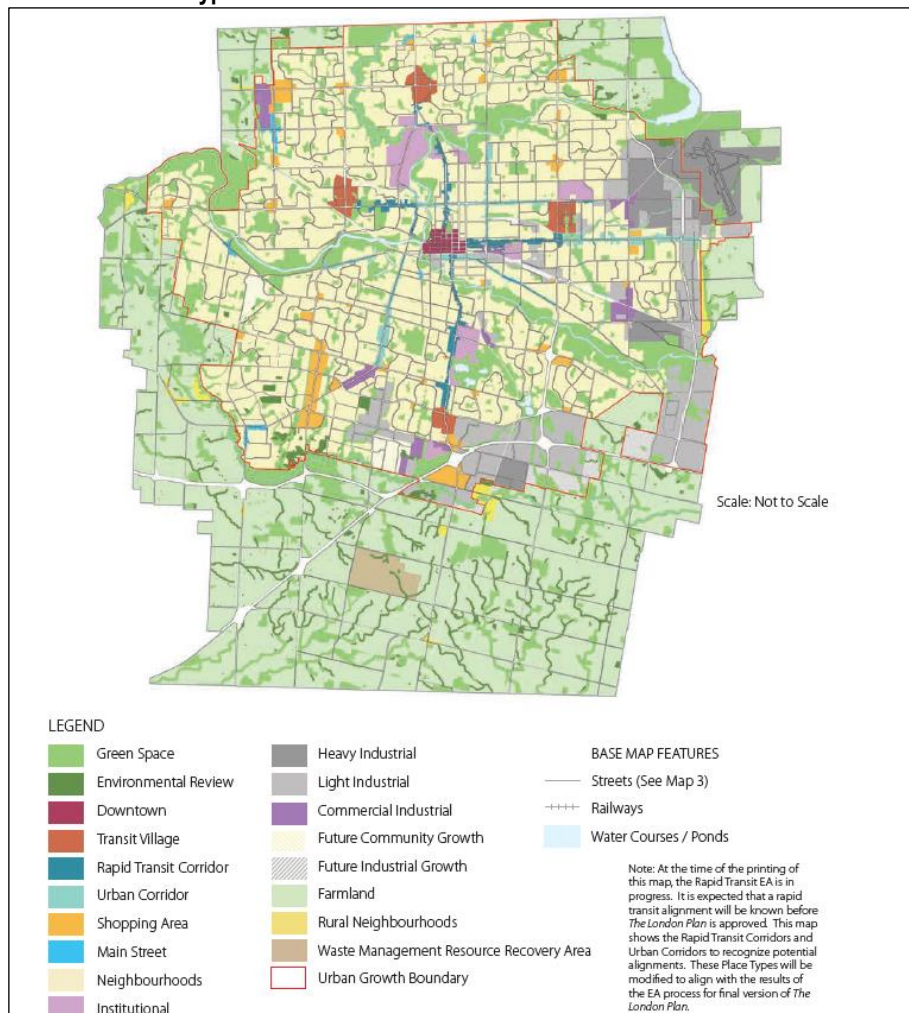 Scale: Not to Scale
LEGEND
Green Space
Environmental Review
Downtown
Transit Village
Rapid Transit Corridor
Urban Corridor
Shopping Area
Main Street
Neighbourhoods
Institutional
Heavy Industrial
Light Industrial
Commercial Industrial
Future Community Growth
Future Industrial Growth
Farmland
Rural Neighbourhoods
Waste Management Resource Recovery Area
Urban Growth Boundary
BASE MAP FEATURES
Streets (See Map 3)
Railways
Water Courses / Ponds
Note: At the time of the printing of
this map, the Rapid Transit EA is in
progress. It is expected that a rapid
transit alignment will be known before
The London Plan is approved. This map
shows the Rapid Transit Corridors and
Urban Corridors to recognize potential
alignments. These Place Types will be
modified to align with the results of
the EA process for final version of The
London Plan.